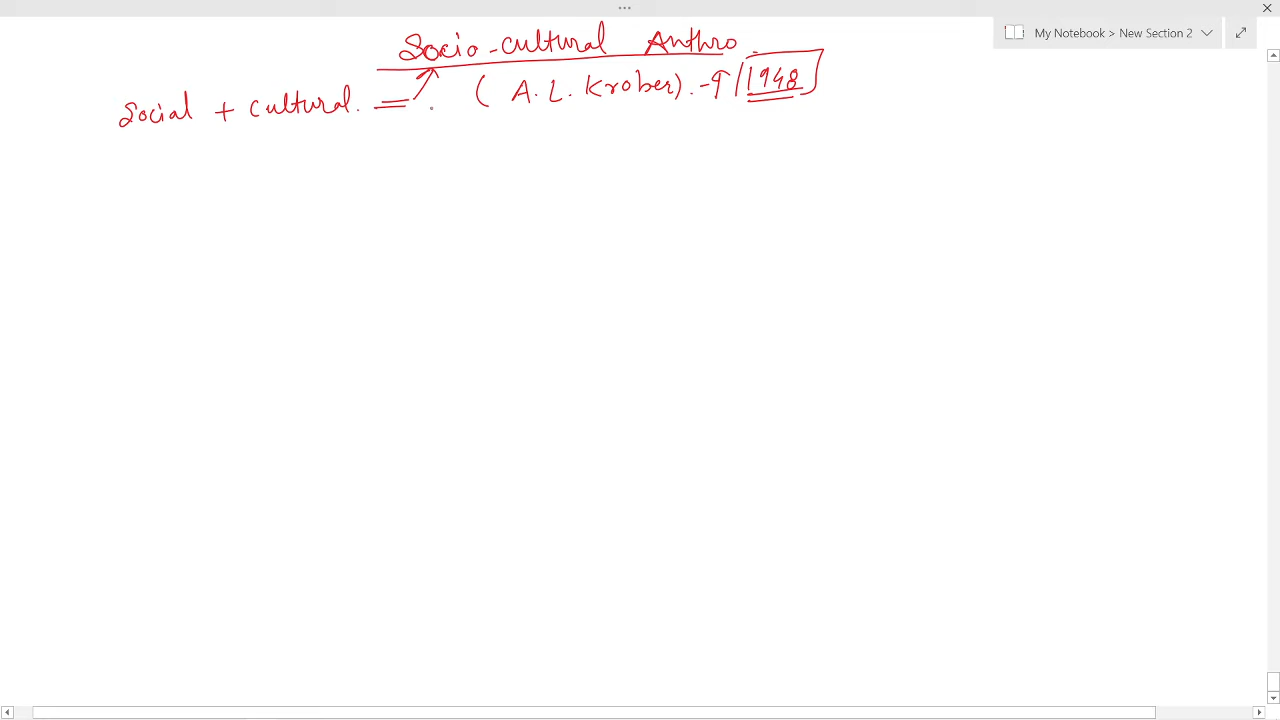 My Notebook > New Section 2
Socio-cultural Anthro
(A. L. Krober). - 9/1948
Social + cultural. =